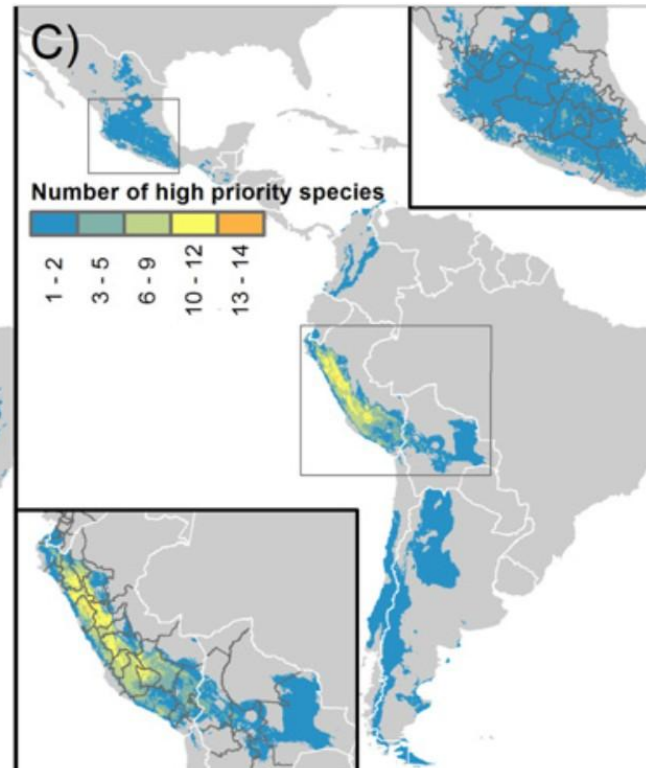 C)
Number of high priority species
1 - 2
3 - 5
6 - 9
10 - 12
13 - 14